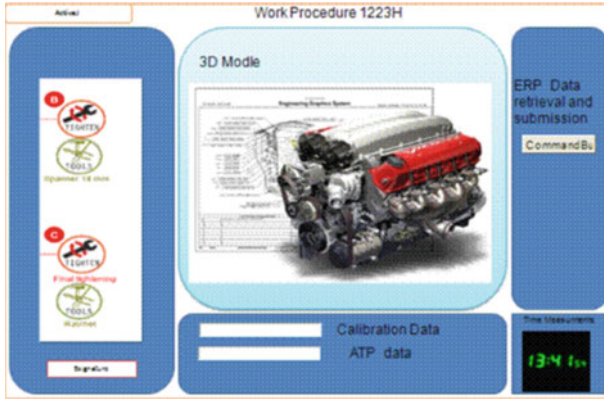 Work Procedure 1223H
B
TIGHTEN
TOOLS
Spanner 14 mm
C
TIGHTEN
Final tightening
TOOLS
Ratchet
Signature
3D Modle
Engineering Graphics System
ERP Data
retrieval and
submission
CommandBu
Calibration Data
ATP data
Time Measurements
13:41